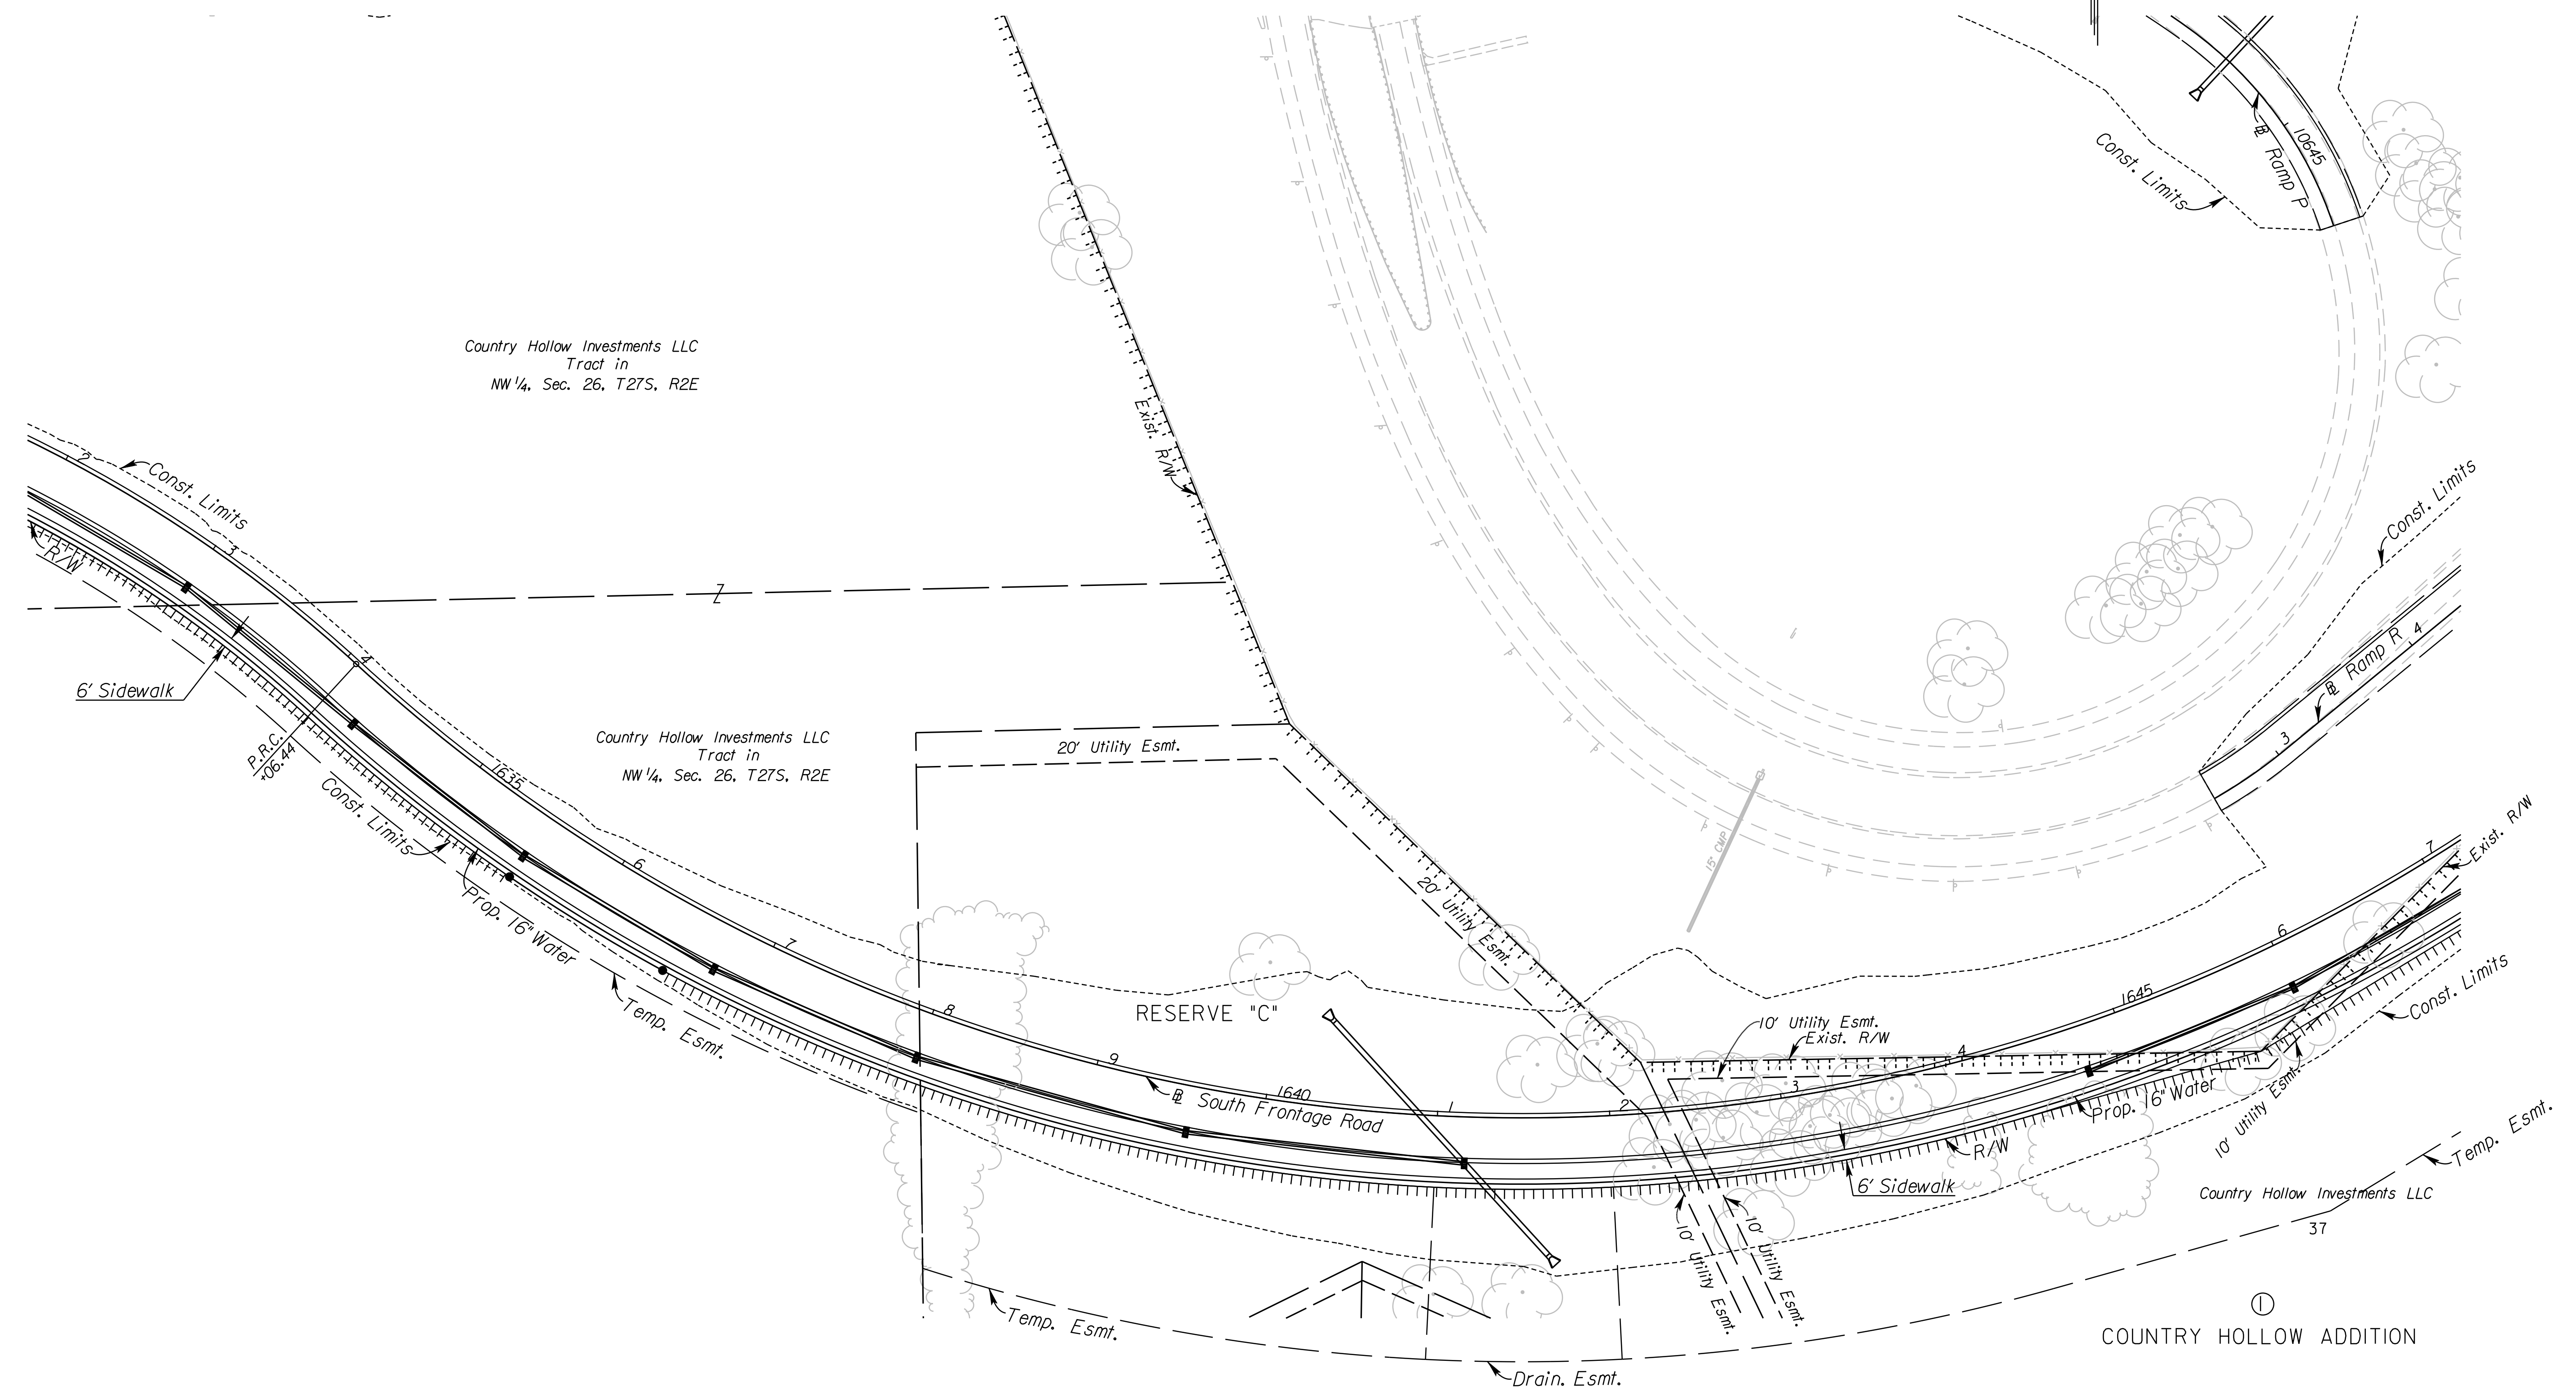 10645
℄ Ramp P
Const. Limits
Country Hollow Investments LLC
Tract in
NW 1/4, Sec. 26, T27S, R2E
Exist. R/W
2
Const. Limits
3
R/W
Z
4
6' Sidewalk
P.R.C.
+06.44
1635
Const. Limits
Country Hollow Investments LLC
Tract in
NW 1/4, Sec. 26, T27S, R2E
20' Utility Esmt.
Const. Limits
℄ Ramp R
4
3
15" CMP
Exist. R/W
6
Prop. 16" Water
Temp. Esmt.
7
8
9
20' Utility Esmt.
RESERVE "C"
10' Utility Esmt.
Exist. R/W
7
6
1645
Const. Limits
1640
℄ South Frontage Road
1
2
3
4
Prop. 16" Water
10' Utility Esmt.
R/W
6' Sidewalk
Temp. Esmt.
Country Hollow Investments LLC
37
10' Utility Esmt.
10' Utility Esmt.
Temp. Esmt.
Drain. Esmt.
1
COUNTRY HOLLOW ADDITION